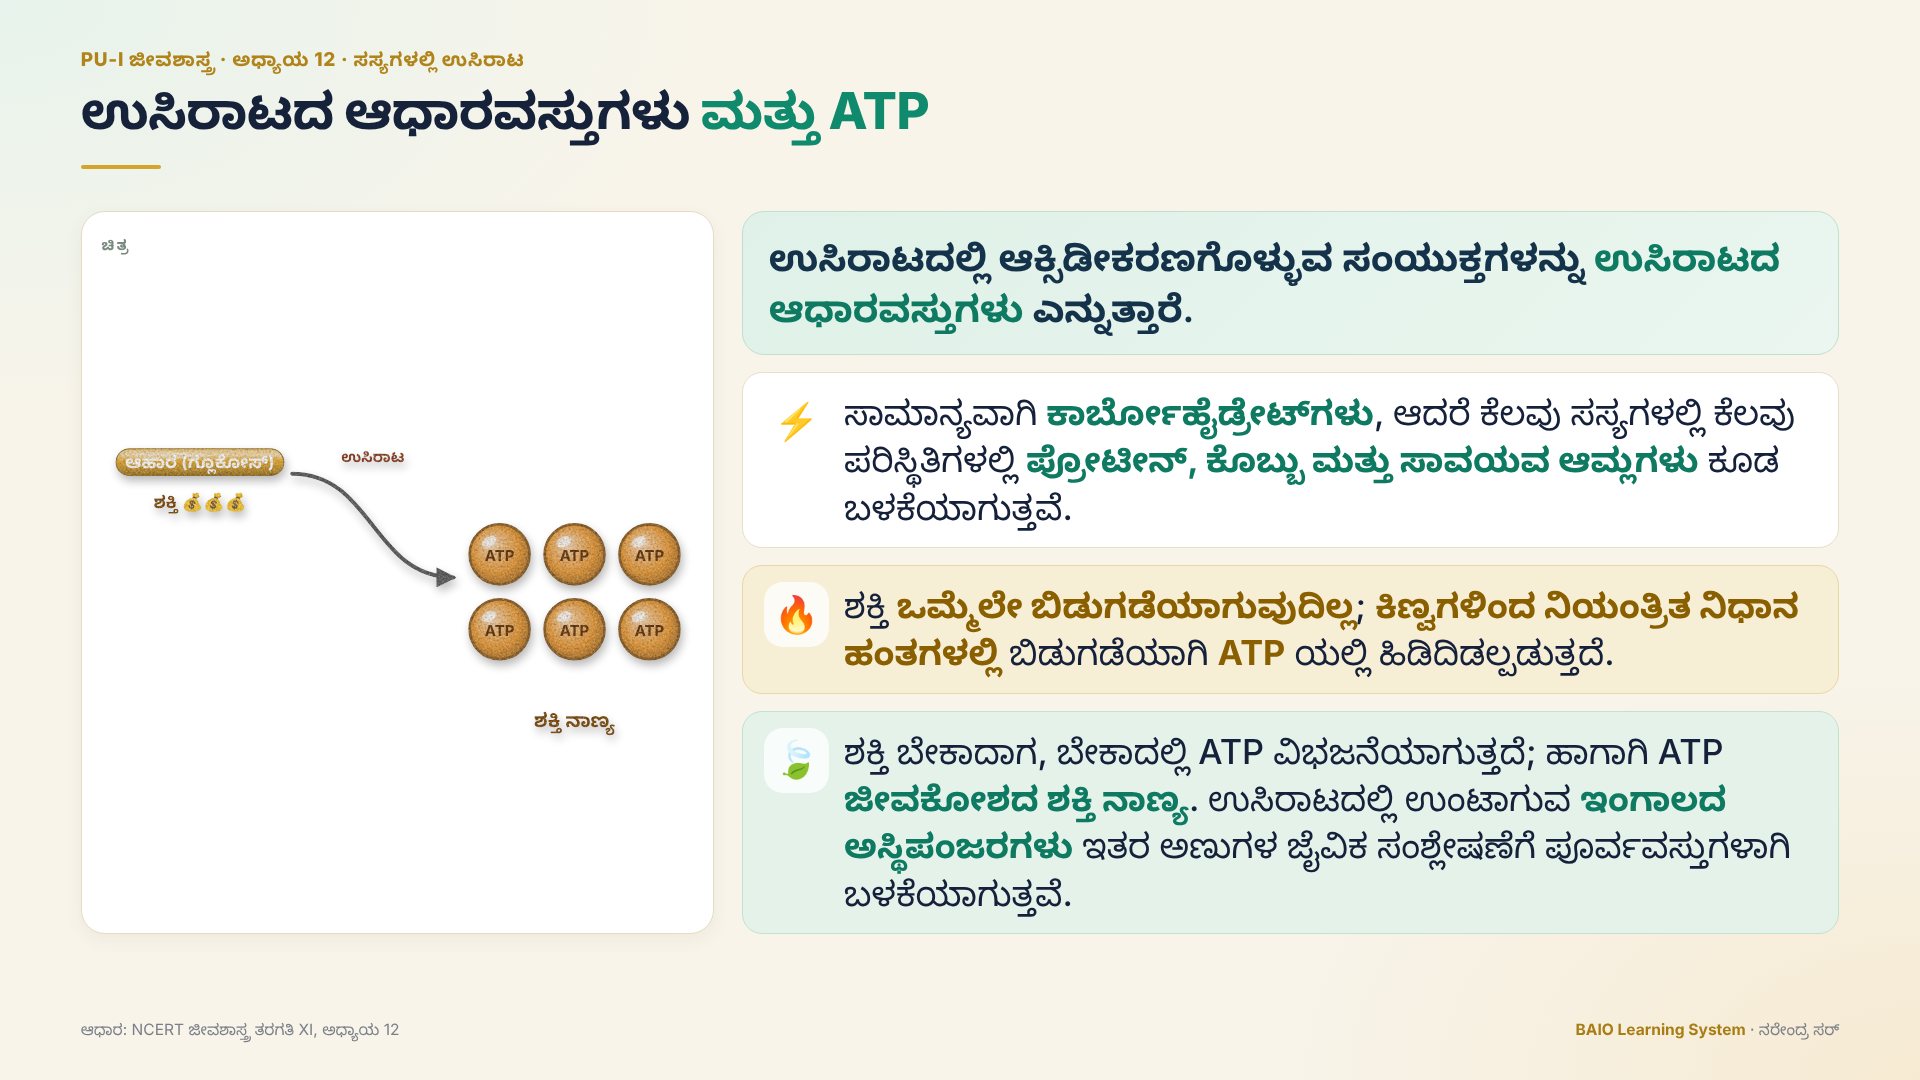 PU-I ಜೀವಶಾಸ್ತ್ರ · ಅಧ್ಯಾಯ 12 · ಸಸ್ಯಗಳಲ್ಲಿ ಉಸಿರಾಟ
ಉಸಿರಾಟದ ಆಧಾರವಸ್ತುಗಳು ಮತ್ತು ATP
ಚಿತ್ರ
ಆಹಾರ (ಗ್ಲೂಕೋಸ್)
ಶಕ್ತಿ 💰💰💰
ಉಸಿರಾಟ
ATP ATP ATP
ATP ATP ATP
ಶಕ್ತಿ ನಾಣ್ಯ
ಉಸಿರಾಟದಲ್ಲಿ ಆಕ್ಸಿಡೀಕರಣಗೊಳ್ಳುವ ಸಂಯುಕ್ತಗಳನ್ನು ಉಸಿರಾಟದ
ಆಧಾರವಸ್ತುಗಳು ಎನ್ನುತ್ತಾರೆ.
⚡ ಸಾಮಾನ್ಯವಾಗಿ ಕಾರ್ಬೋಹೈಡ್ರೇಟ್‌ಗಳು, ಆದರೆ ಕೆಲವು ಸಸ್ಯಗಳಲ್ಲಿ ಕೆಲವು
ಪರಿಸ್ಥಿತಿಗಳಲ್ಲಿ ಪ್ರೋಟೀನ್, ಕೊಬ್ಬು ಮತ್ತು ಸಾವಯವ ಆಮ್ಲಗಳು ಕೂಡ
ಬಳಕೆಯಾಗುತ್ತವೆ.
🔥 ಶಕ್ತಿ ಒಮ್ಮೆಲೇ ಬಿಡುಗಡೆಯಾಗುವುದಿಲ್ಲ; ಕಿಣ್ವಗಳಿಂದ ನಿಯಂತ್ರಿತ ನಿಧಾನ
ಹಂತಗಳಲ್ಲಿ ಬಿಡುಗಡೆಯಾಗಿ ATP ಯಲ್ಲಿ ಹಿಡಿದಿಡಲ್ಪಡುತ್ತದೆ.
🍃 ಶಕ್ತಿ ಬೇಕಾದಾಗ, ಬೇಕಾದಲ್ಲಿ ATP ವಿಭಜನೆಯಾಗುತ್ತದೆ; ಹಾಗಾಗಿ ATP
ಜೀವಕೋಶದ ಶಕ್ತಿ ನಾಣ್ಯ. ಉಸಿರಾಟದಲ್ಲಿ ಉಂಟಾಗುವ ಇಂಗಾಲದ
ಅಸ್ಥಿಪಂಜರಗಳು ಇತರ ಅಣುಗಳ ಜೈವಿಕ ಸಂಶ್ಲೇಷಣೆಗೆ ಪೂರ್ವವಸ್ತುಗಳಾಗಿ
ಬಳಕೆಯಾಗುತ್ತವೆ.
ಆಧಾರ: NCERT ಜೀವಶಾಸ್ತ್ರ ತರಗತಿ XI, ಅಧ್ಯಾಯ 12
BAIO Learning System · ನರೇಂದ್ರ ಸರ್